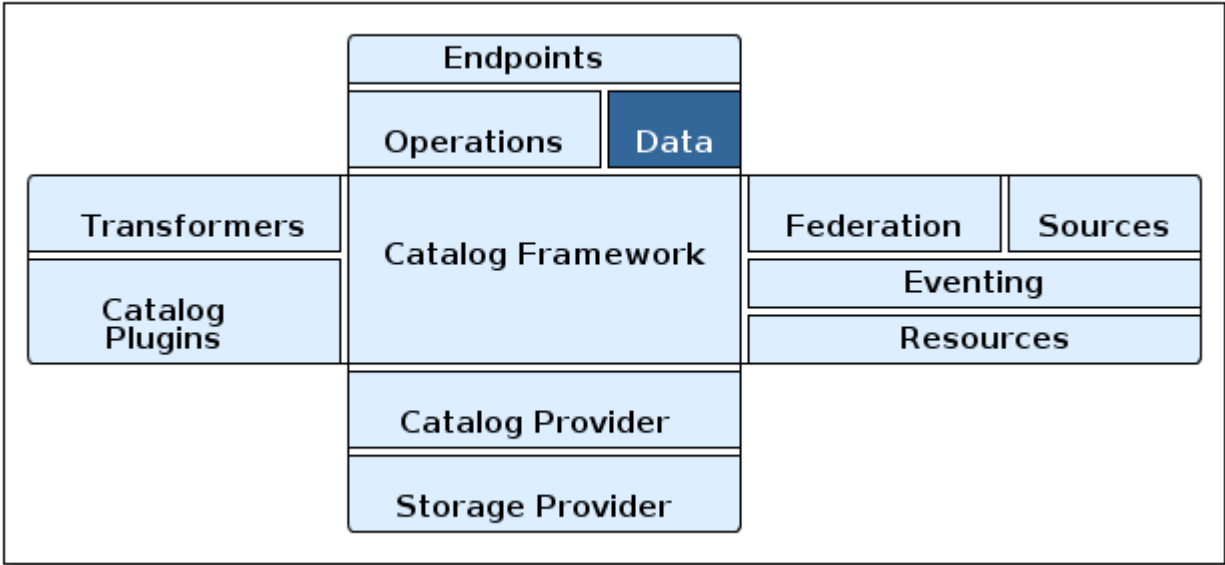 Endpoints
Operations
Data
Transformers
Catalog Framework
Federation
Sources
Catalog
Plugins
Eventing
Resources
Catalog Provider
Storage Provider